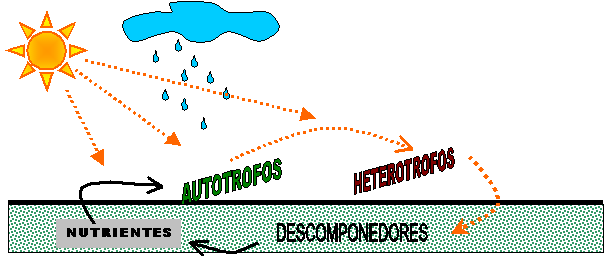 AUTOTROFOS
HETEROTROFOS
NUTRIENTES
DESCOMPONEDORES